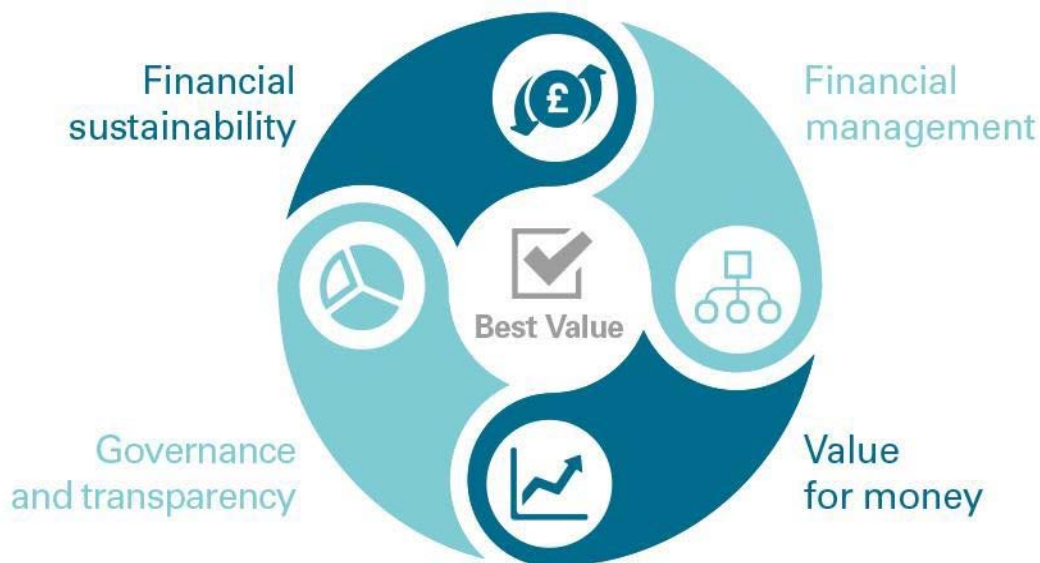 Financial
sustainability
Financial
management
£
Best Value
Governance
and transparency
Value
for money